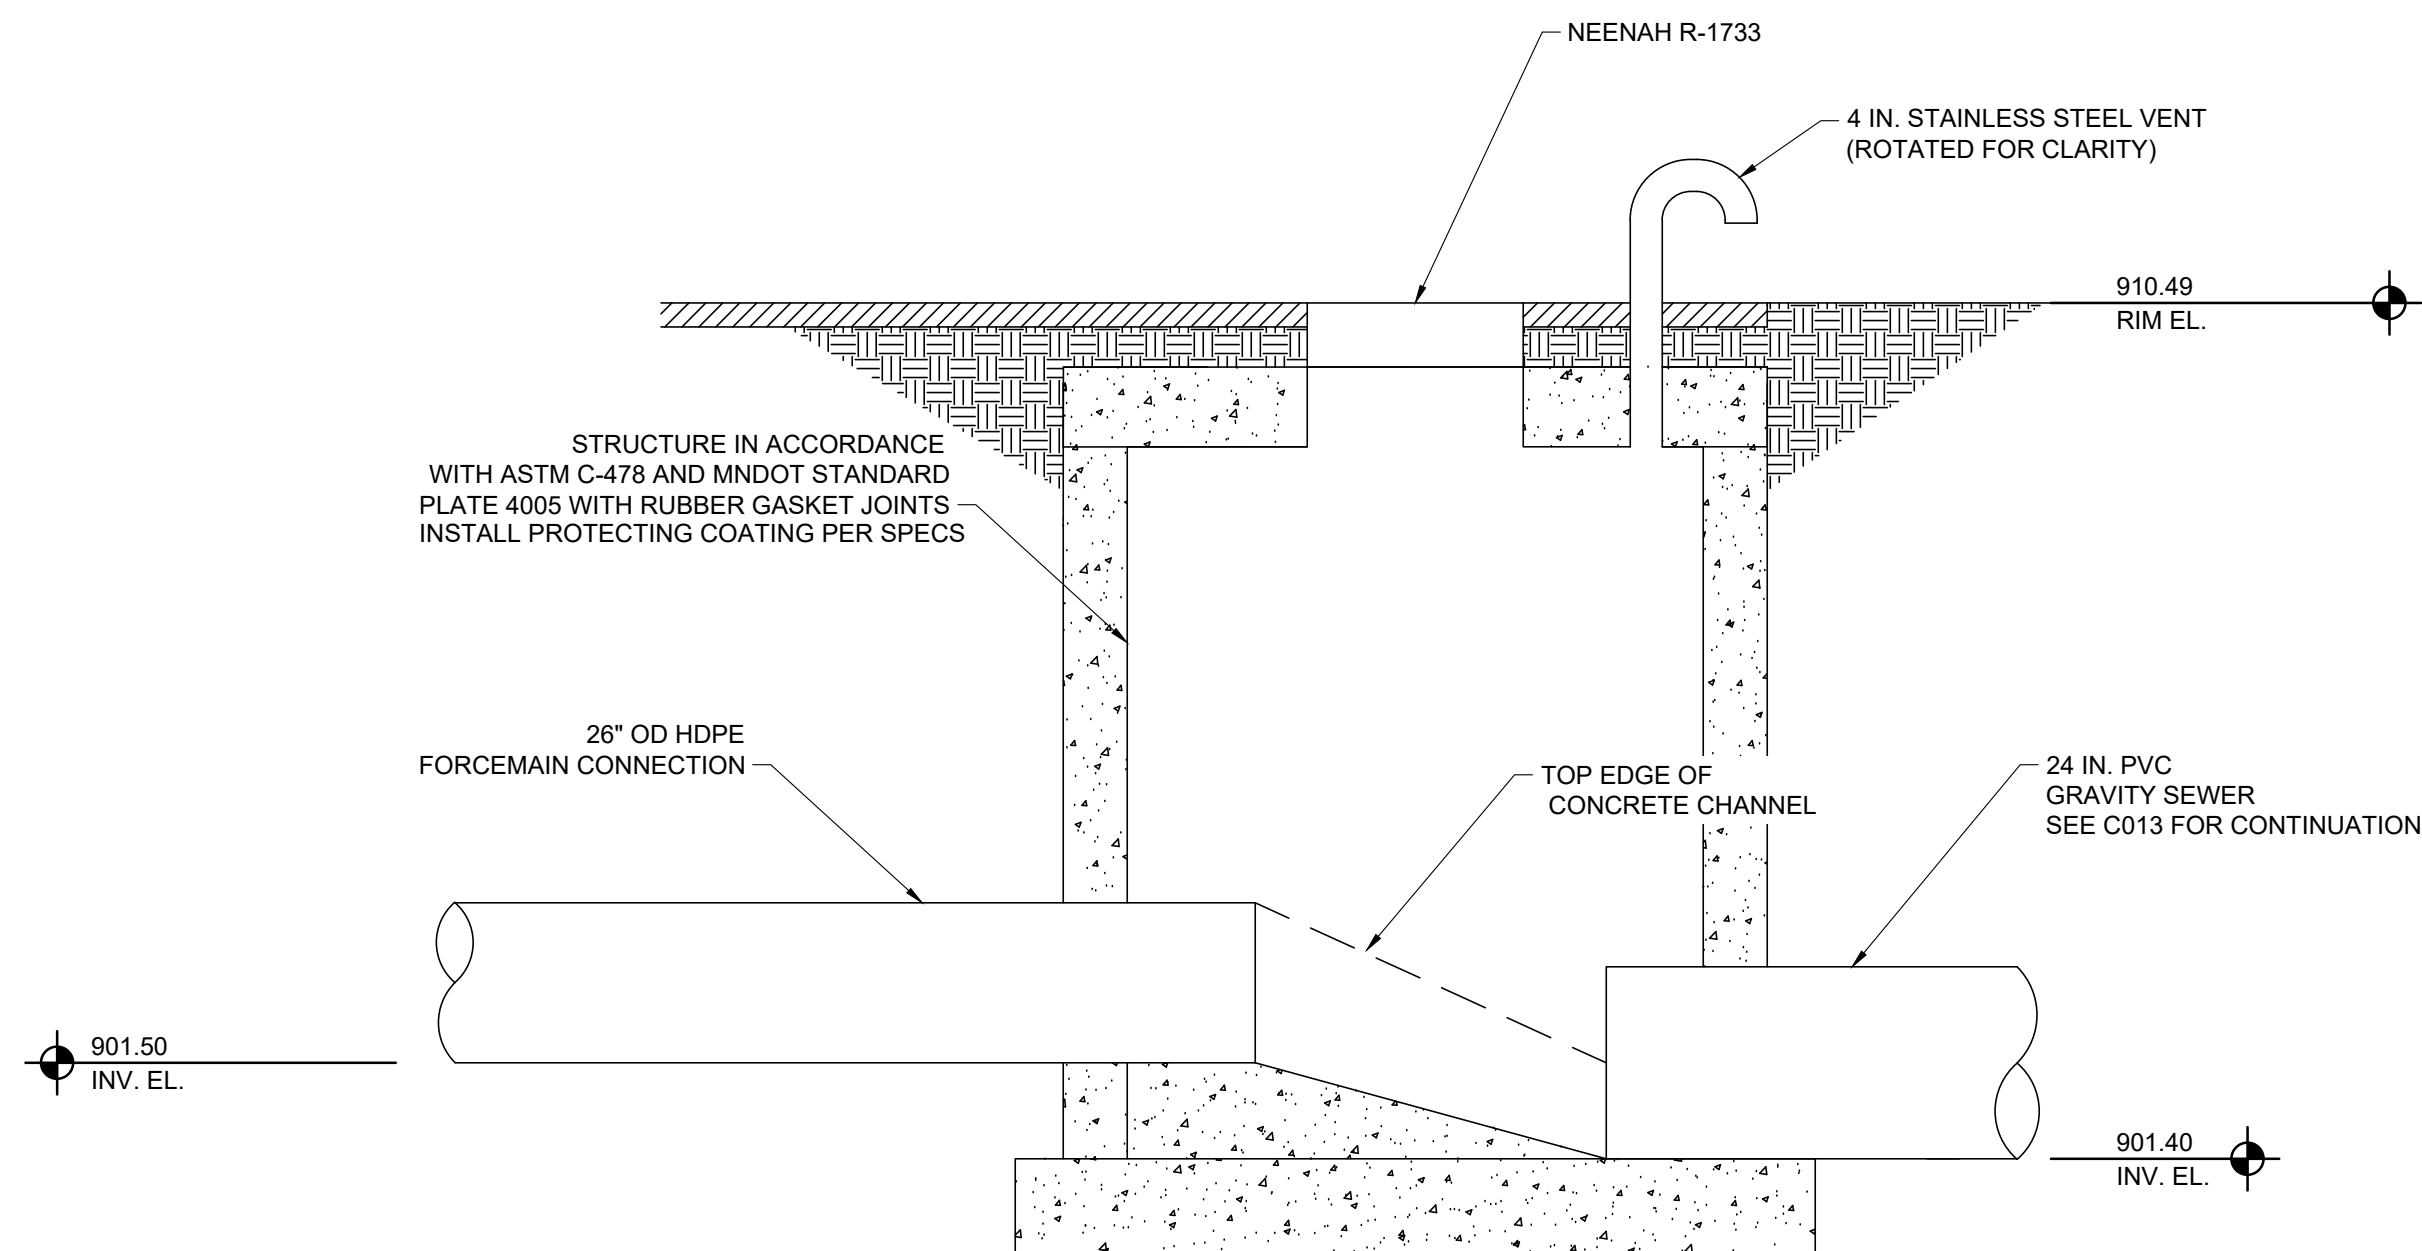 NEENAH R-1733
4 IN. STAINLESS STEEL VENT
(ROTATED FOR CLARITY)
910.49
RIM EL.
STRUCTURE IN ACCORDANCE
WITH ASTM C-478 AND MNDOT STANDARD
PLATE 4005 WITH RUBBER GASKET JOINTS
INSTALL PROTECTING COATING PER SPECS
26" OD HDPE
FORCEMAIN CONNECTION
TOP EDGE OF
CONCRETE CHANNEL
24 IN. PVC
GRAVITY SEWER
SEE C013 FOR CONTINUATION
901.50
INV. EL.
901.40
INV. EL.